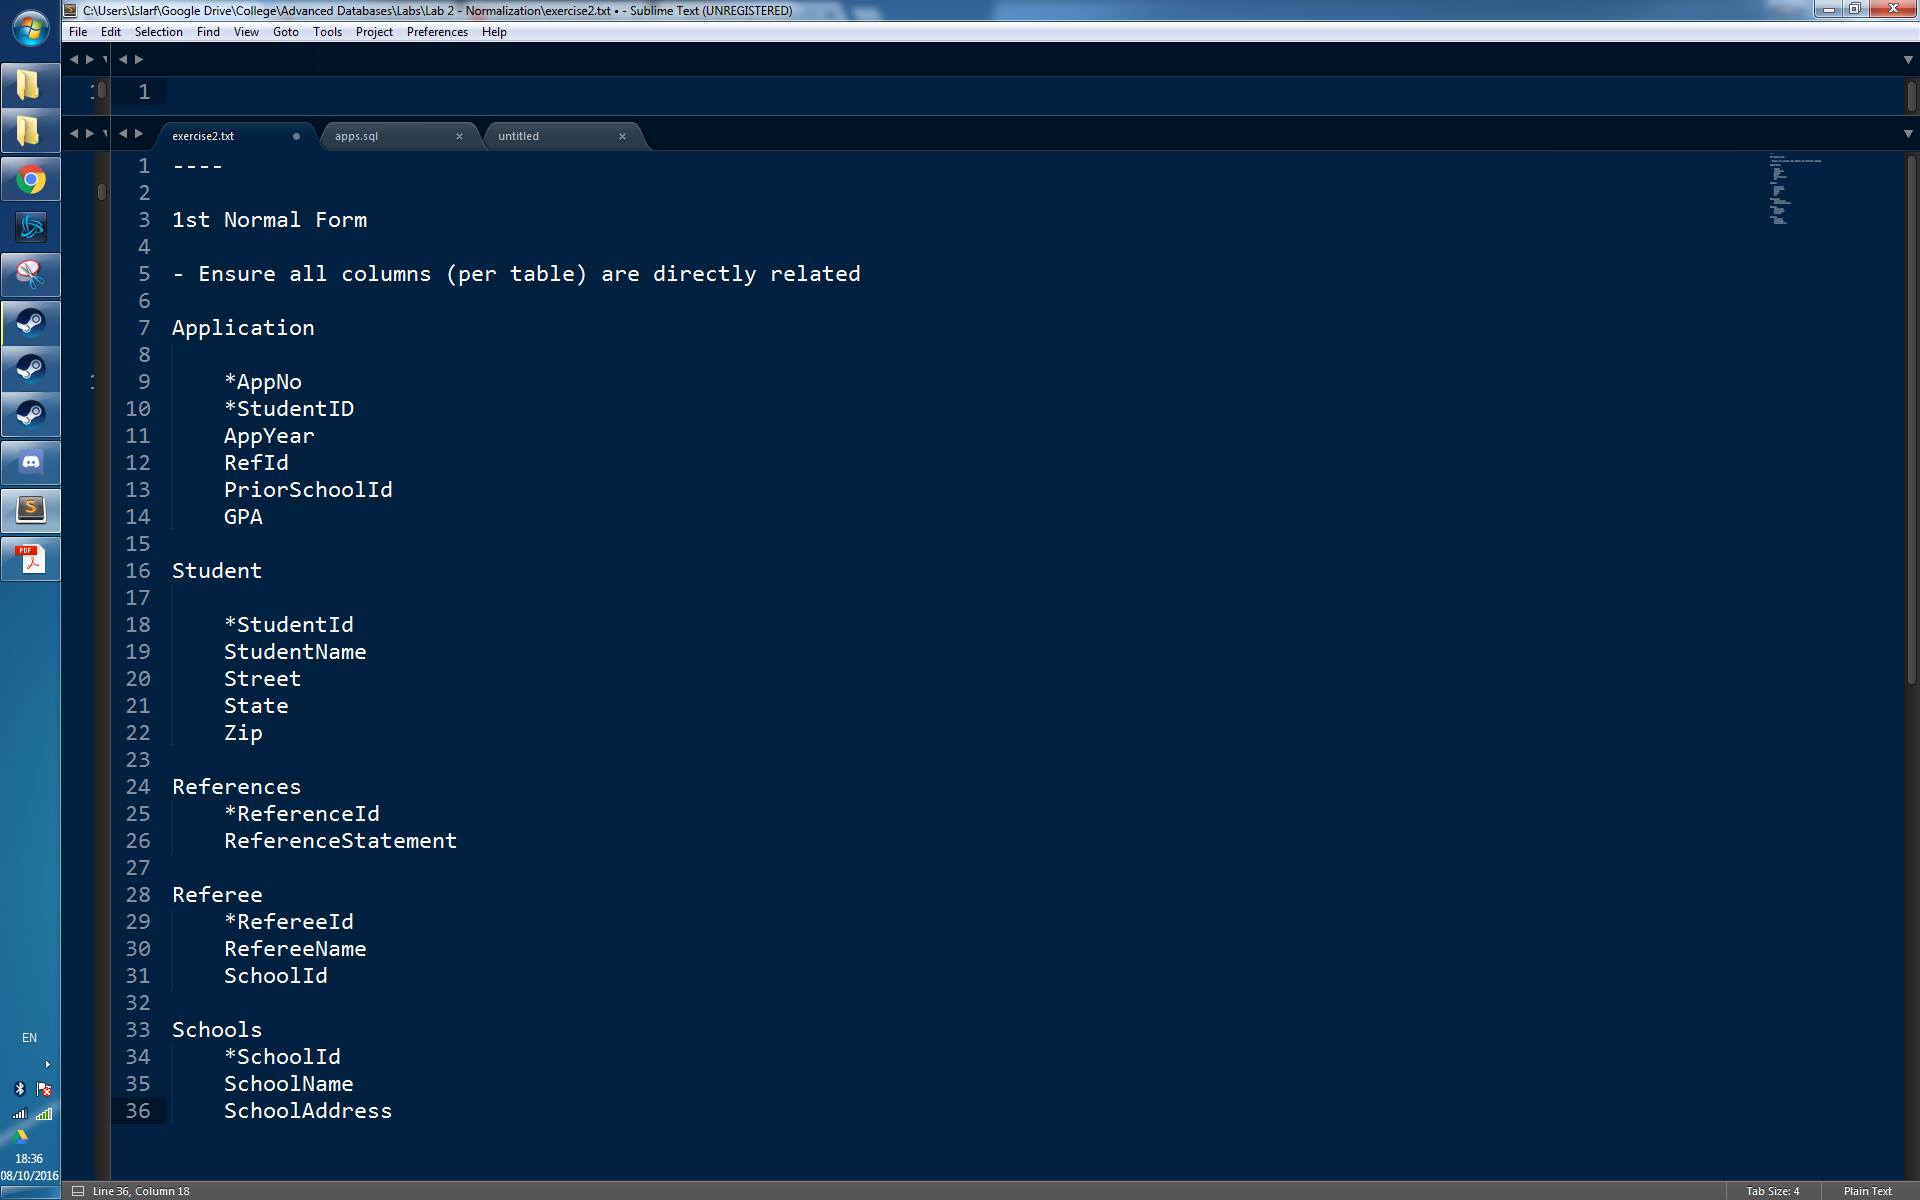 C:\Users\Islarf\Google Drive\College\Advanced Databases\Labs\Lab 2 - Normalization\exercise2.txt • - Sublime Text (UNREGISTERED)
File Edit Selection Find View Goto Tools Project Preferences Help
1
exercise2.txt apps.sql untitled
1 ----
2
3 1st Normal Form
4
5 - Ensure all columns (per table) are directly related
6
7 Application
8
9 *AppNo
10 *StudentID
11 AppYear
12 RefId
13 PriorSchoolId
14 GPA
15
16 Student
17
18 *StudentId
19 StudentName
20 Street
21 State
22 Zip
23
24 References
25 *ReferenceId
26 ReferenceStatement
27
28 Referee
29 *RefereeId
30 RefereeName
31 SchoolId
32
33 Schools
34 *SchoolId
35 SchoolName
36 SchoolAddress
PDF
EN
18:36
08/10/2016
Line 36, Column 18
Tab Size: 4
Plain Text